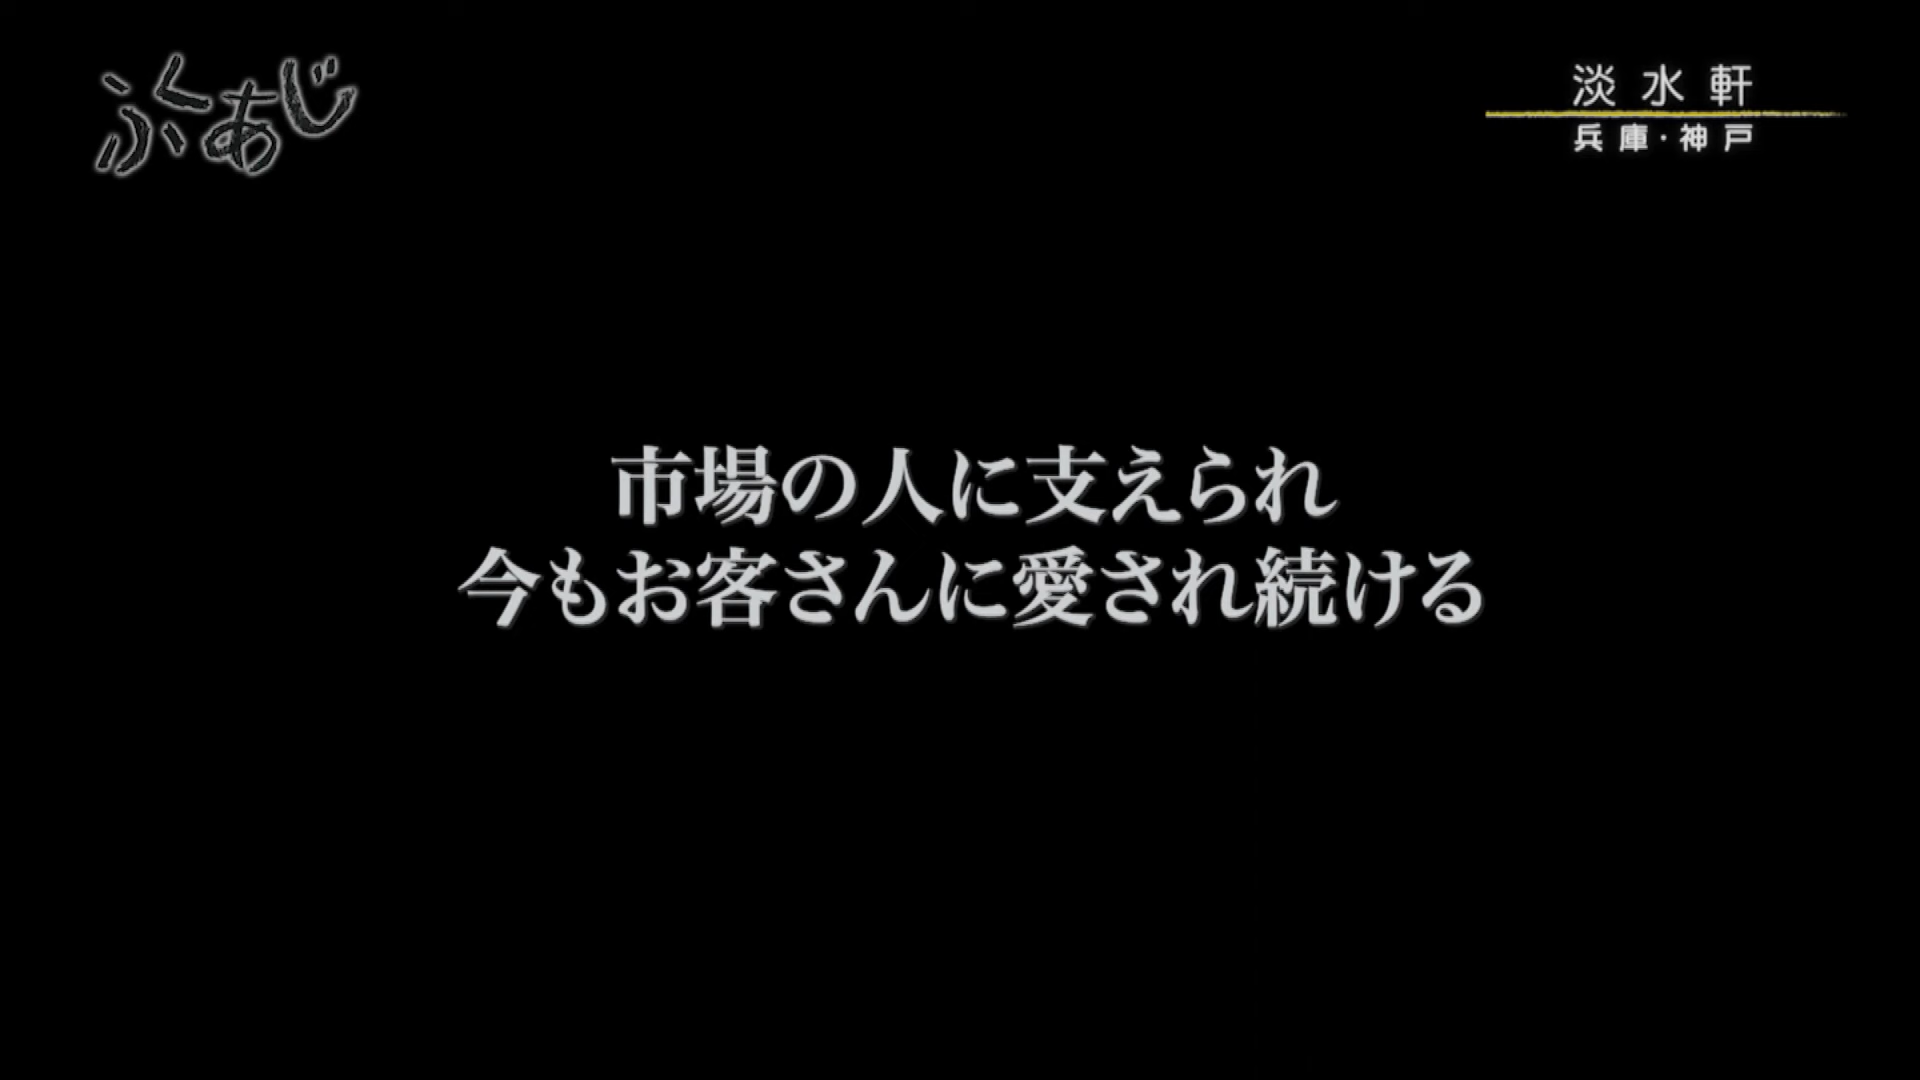 ふくあじ
淡水軒
兵庫・神戸
市場の人に支えられ
今もお客さんに愛され続ける